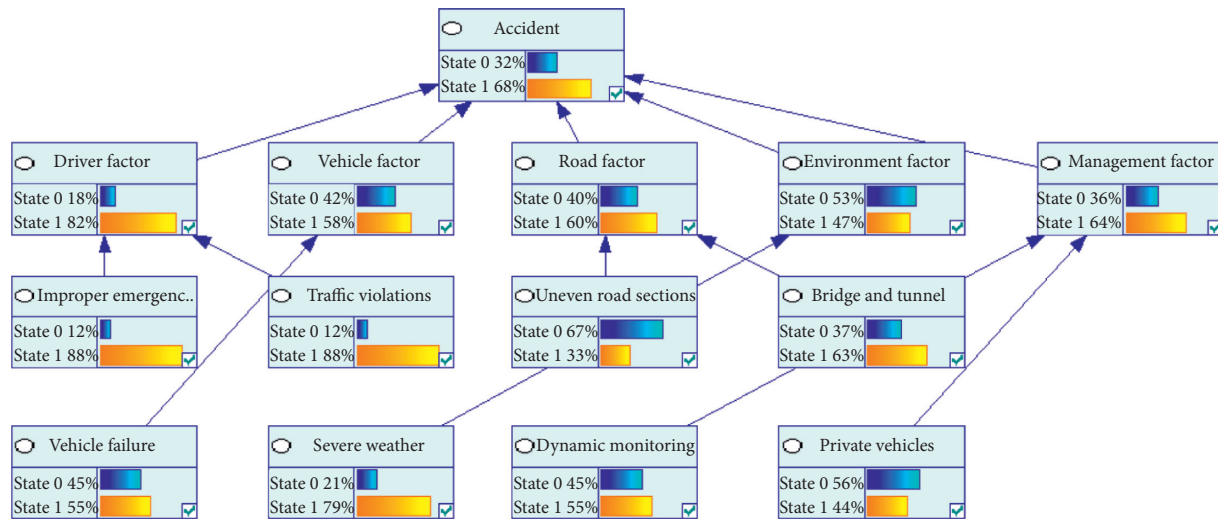 Accident
State 0 32%
State 1 68%
Driver factor
State 0 18%
State 1 82%
Vehicle factor
State 0 42%
State 1 58%
Road factor
State 0 40%
State 1 60%
Environment factor
State 0 53%
State 1 47%
Management factor
State 0 36%
State 1 64%
Improper emergenc..
State 0 12%
State 1 88%
Traffic violations
State 0 12%
State 1 88%
Uneven road sections
State 0 67%
State 1 33%
Bridge and tunnel
State 0 37%
State 1 63%
Vehicle failure
State 0 45%
State 1 55%
Severe weather
State 0 21%
State 1 79%
Dynamic monitoring
State 0 45%
State 1 55%
Private vehicles
State 0 56%
State 1 44%